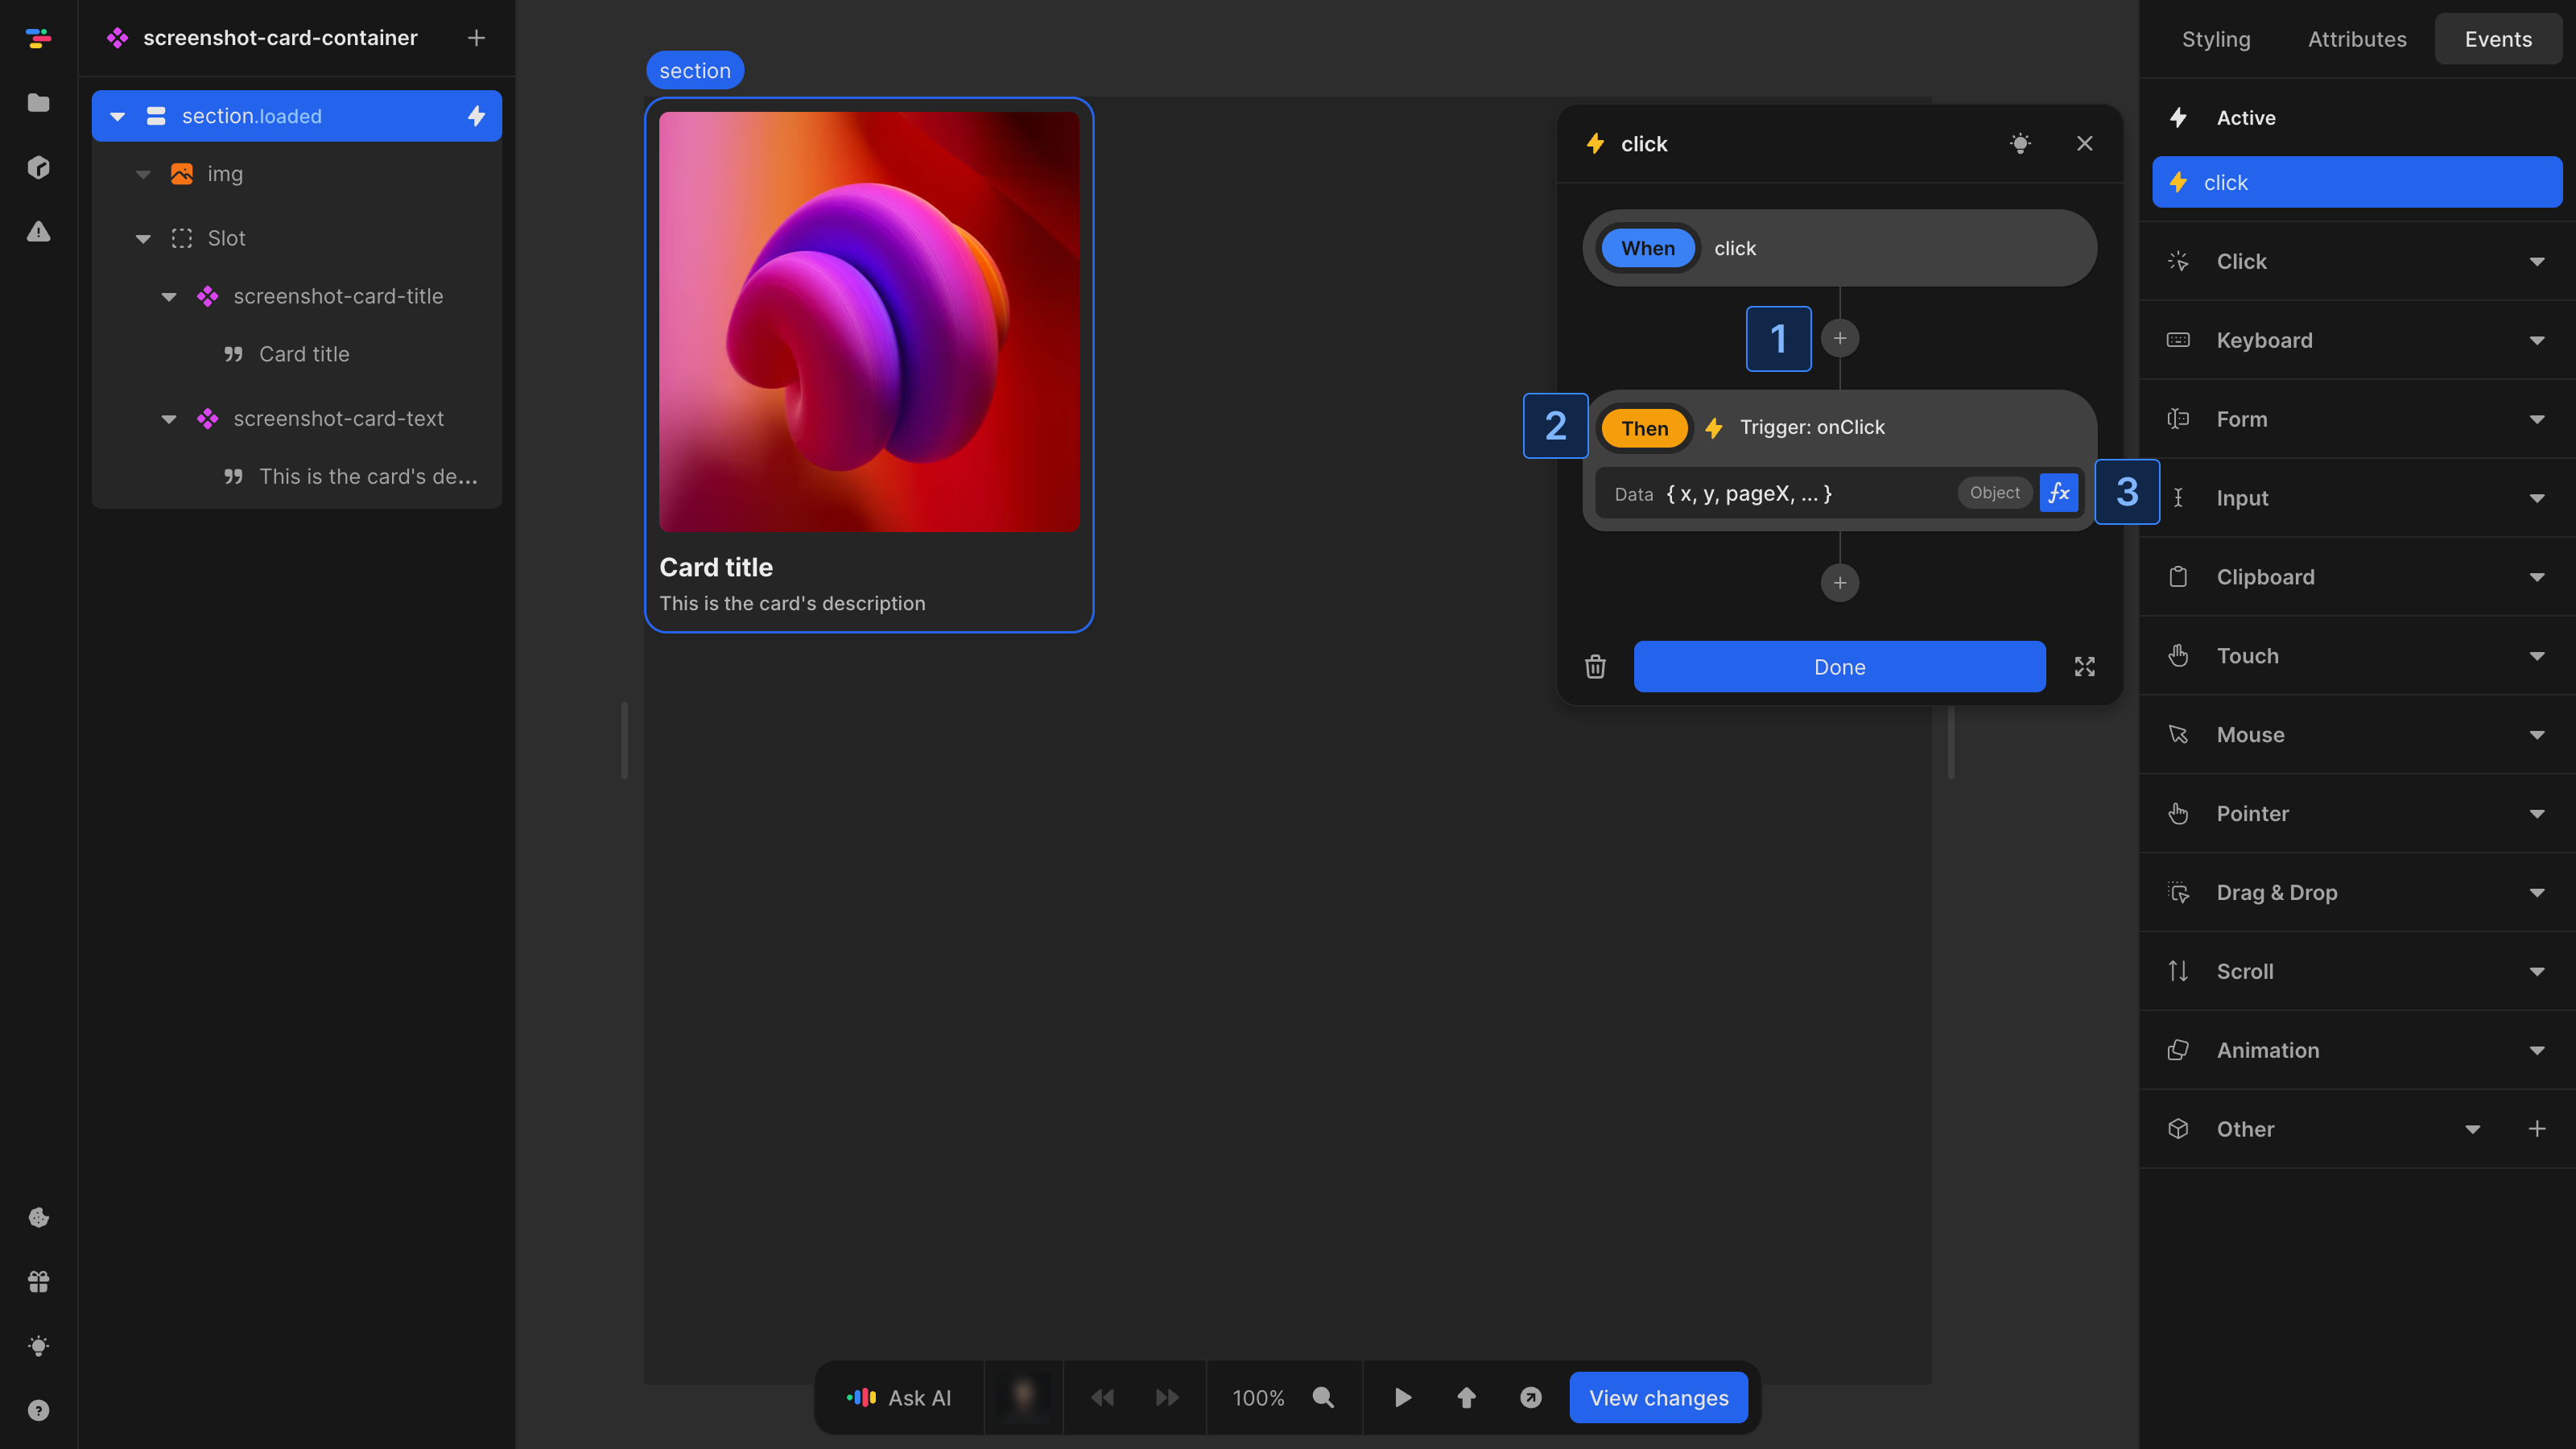 screenshot-card-container
section.loaded
img
Slot
screenshot-card-title
Card title
screenshot-card-text
This is the card's de...
section
Card title
This is the card's description
click
When click
1
2
Then Trigger: onClick
Data { x, y, pageX, ... } Object fx
3
Done
Ask AI
100%
View changes
Styling Attributes Events
Active
click
Click
Keyboard
Form
Input
Clipboard
Touch
Mouse
Pointer
Drag & Drop
Scroll
Animation
Other